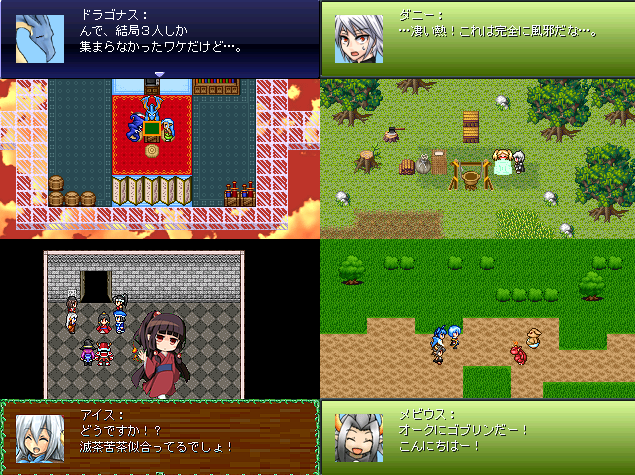 ドラゴナス：
んで、結局３人しか
集まらなかったワケだけど…。
ダニー：
…凄い熱！これは完全に風邪だな…。
アイス：
どうですか！？
滅茶苦茶似合ってるでしょ！
メビウス：
オークにゴブリンだー！
こんにちはー！